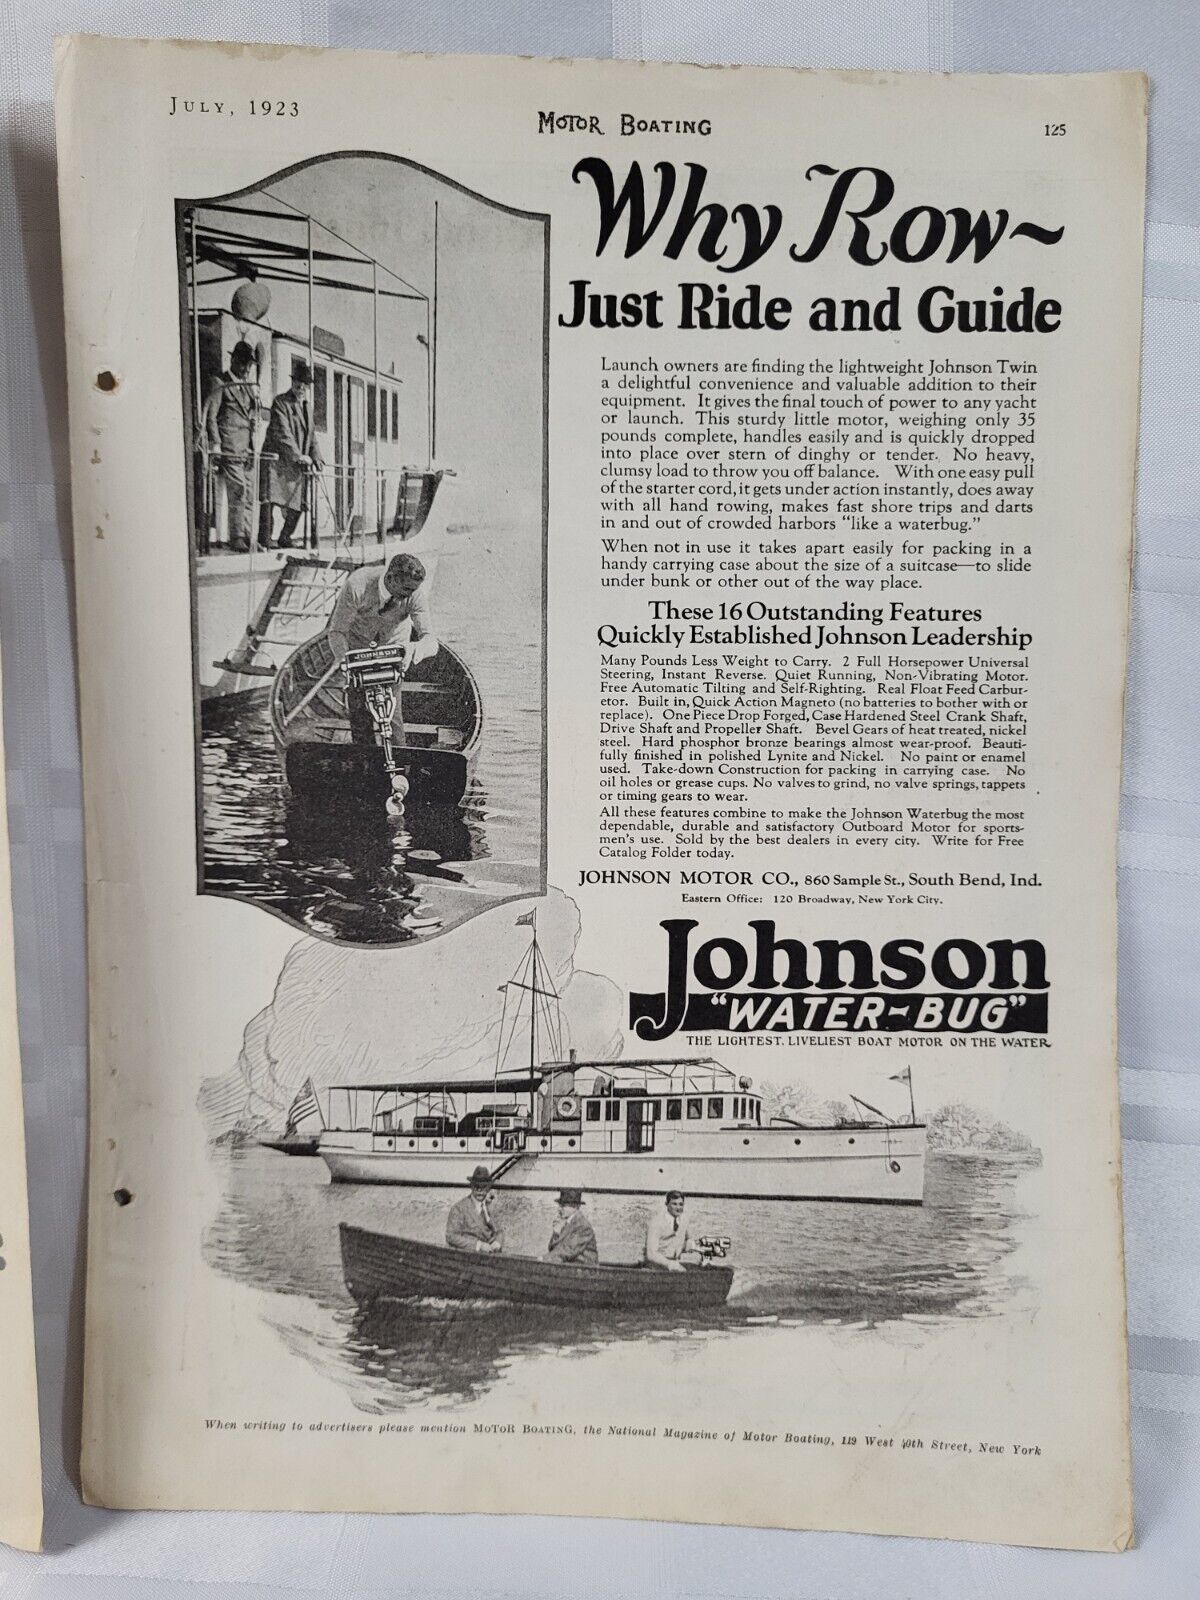 JULY, 1923
MOTOR BOATING
125
Why Row~
Just Ride and Guide
Launch owners are finding the lightweight Johnson Twin
a delightful convenience and valuable addition to their
equipment. It gives the final touch of power to any yacht
or launch. This sturdy little motor, weighing only 35
pounds complete, handles easily and is quickly dropped
into place over stern of dinghy or tender. No heavy,
clumsy load to throw you off balance. With one easy pull
of the starter cord, it gets under action instantly, does away
with all hand rowing, makes fast shore trips and darts
in and out of crowded harbors "like a waterbug."
When not in use it takes apart easily for packing in a
handy carrying case about the size of a suitcase—to slide
under bunk or other out of the way place.
These 16 Outstanding Features
Quickly Established Johnson Leadership
Many Pounds Less Weight to Carry. 2 Full Horsepower Universal
Steering, Instant Reverse. Quiet Running, Non-Vibrating Motor.
Free Automatic Tilting and Self-Righting. Real Float Feed Carbur-
etor. Built in, Quick Action Magneto (no batteries to bother with or
replace). One Piece Drop Forged, Case Hardened Steel Crank Shaft,
Drive Shaft and Propeller Shaft. Bevel Gears of heat treated, nickel
steel. Hard phosphor bronze bearings almost wear-proof. Beauti-
fully finished in polished Lynite and Nickel. No paint or enamel
used. Take-down Construction for packing in carrying case. No
oil holes or grease cups. No valves to grind, no valve springs, tappets
or timing gears to wear.
All these features combine to make the Johnson Waterbug the most
dependable, durable and satisfactory Outboard Motor for sports-
men's use. Sold by the best dealers in every city. Write for Free
Catalog Folder today.
JOHNSON MOTOR CO., 860 Sample St., South Bend, Ind.
Eastern Office: 120 Broadway, New York City.
JOHNSON
Johnson
"WATER-BUG"
THE LIGHTEST, LIVELIEST BOAT MOTOR ON THE WATER
When writing to advertisers please mention MOTOR BOATING, the National Magazine of Motor Boating, 119 West 40th Street, New York